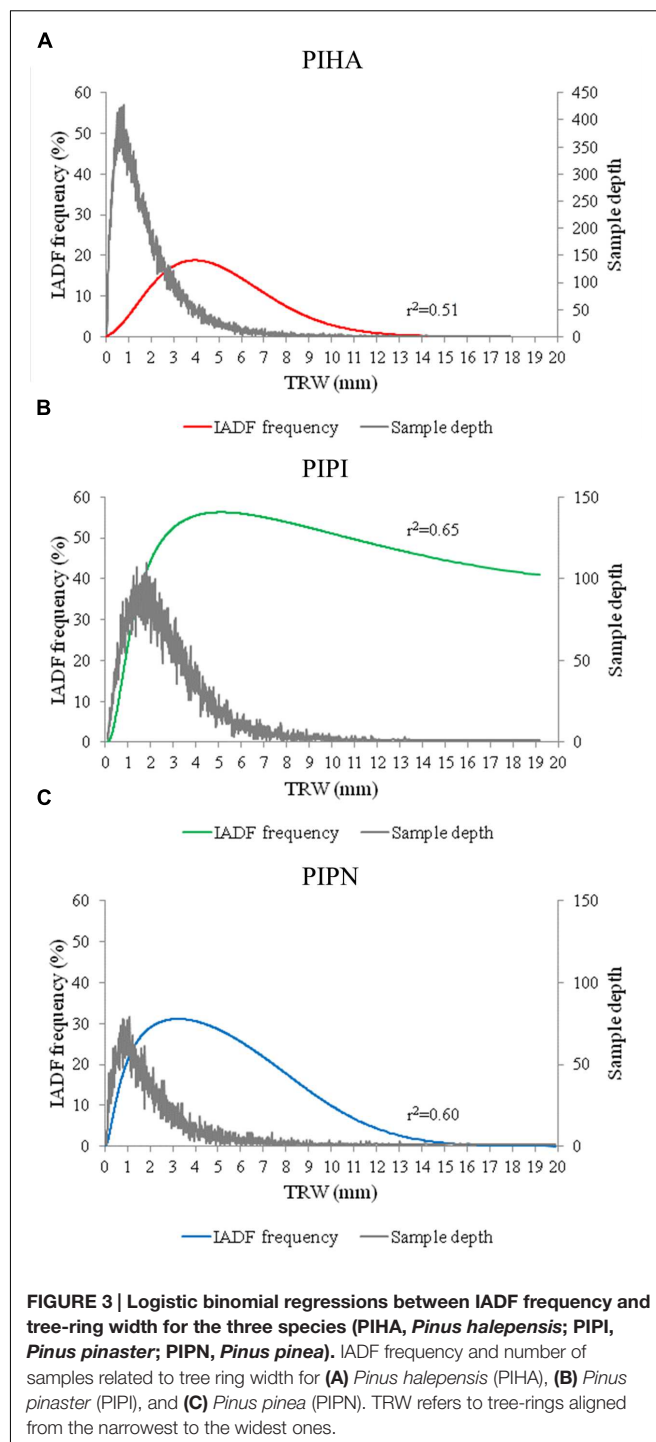 A
PIHA
IADF frequency (%)
60
50
40
30
20
10
0
450
400
350
300
250
200
150
100
50
0
Sample depth
r²=0.51
0 1 2 3 4 5 6 7 8 9 10 11 12 13 14 15 16 17 18 19 20
TRW (mm)
IADF frequency Sample depth
B
PIPI
IADF frequency (%)
60
50
40
30
20
10
0
150
100
50
0
Sample depth
r²=0.65
0 1 2 3 4 5 6 7 8 9 10 11 12 13 14 15 16 17 18 19 20
TRW (mm)
IADF frequency Sample depth
C
PIPN
IADF frequency (%)
60
50
40
30
20
10
0
150
100
50
0
Sample depth
r²=0.60
0 1 2 3 4 5 6 7 8 9 10 11 12 13 14 15 16 17 18 19 20
TRW (mm)
IADF frequency Sample depth
FIGURE 3 | Logistic binomial regressions between IADF frequency and
tree-ring width for the three species (PIHA, Pinus halepensis; PIPI,
Pinus pinaster; PIPN, Pinus pinea). IADF frequency and number of
samples related to tree ring width for (A) Pinus halepensis (PIHA), (B) Pinus
pinaster (PIPI), and (C) Pinus pinea (PIPN). TRW refers to tree-rings aligned
from the narrowest to the widest ones.